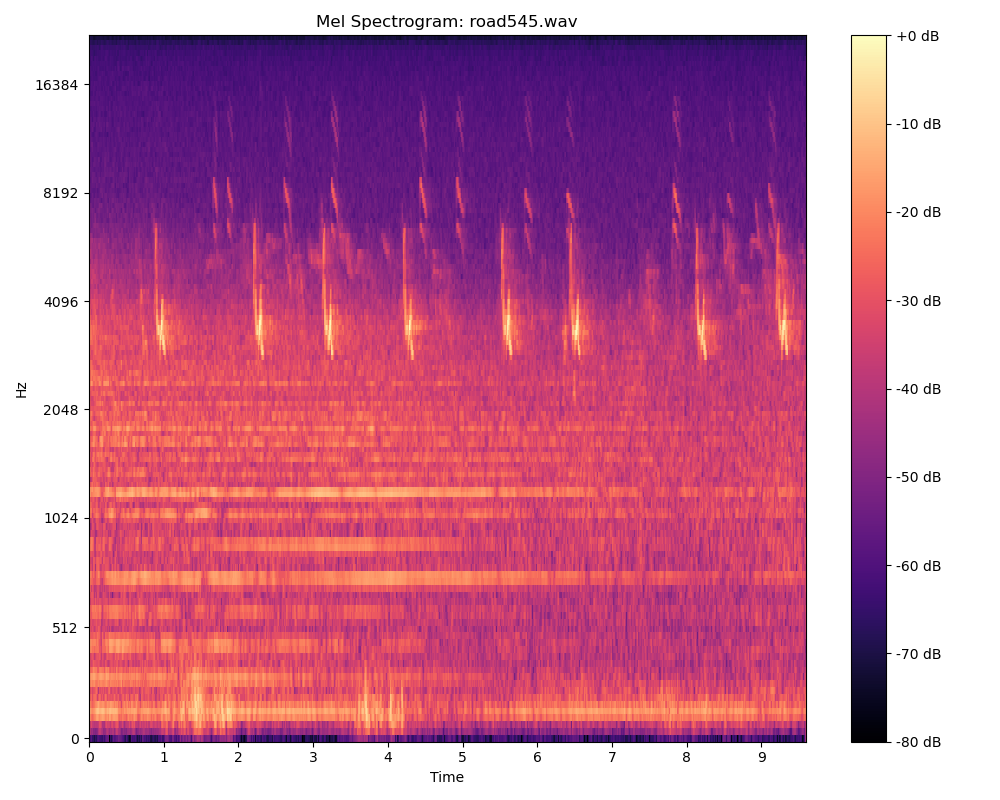 Mel Spectrogram: road545.wav
Hz
16384
8192
4096
2048
1024
512
0
0 1 2 3 4 5 6 7 8 9
Time
+0 dB
-10 dB
-20 dB
-30 dB
-40 dB
-50 dB
-60 dB
-70 dB
-80 dB